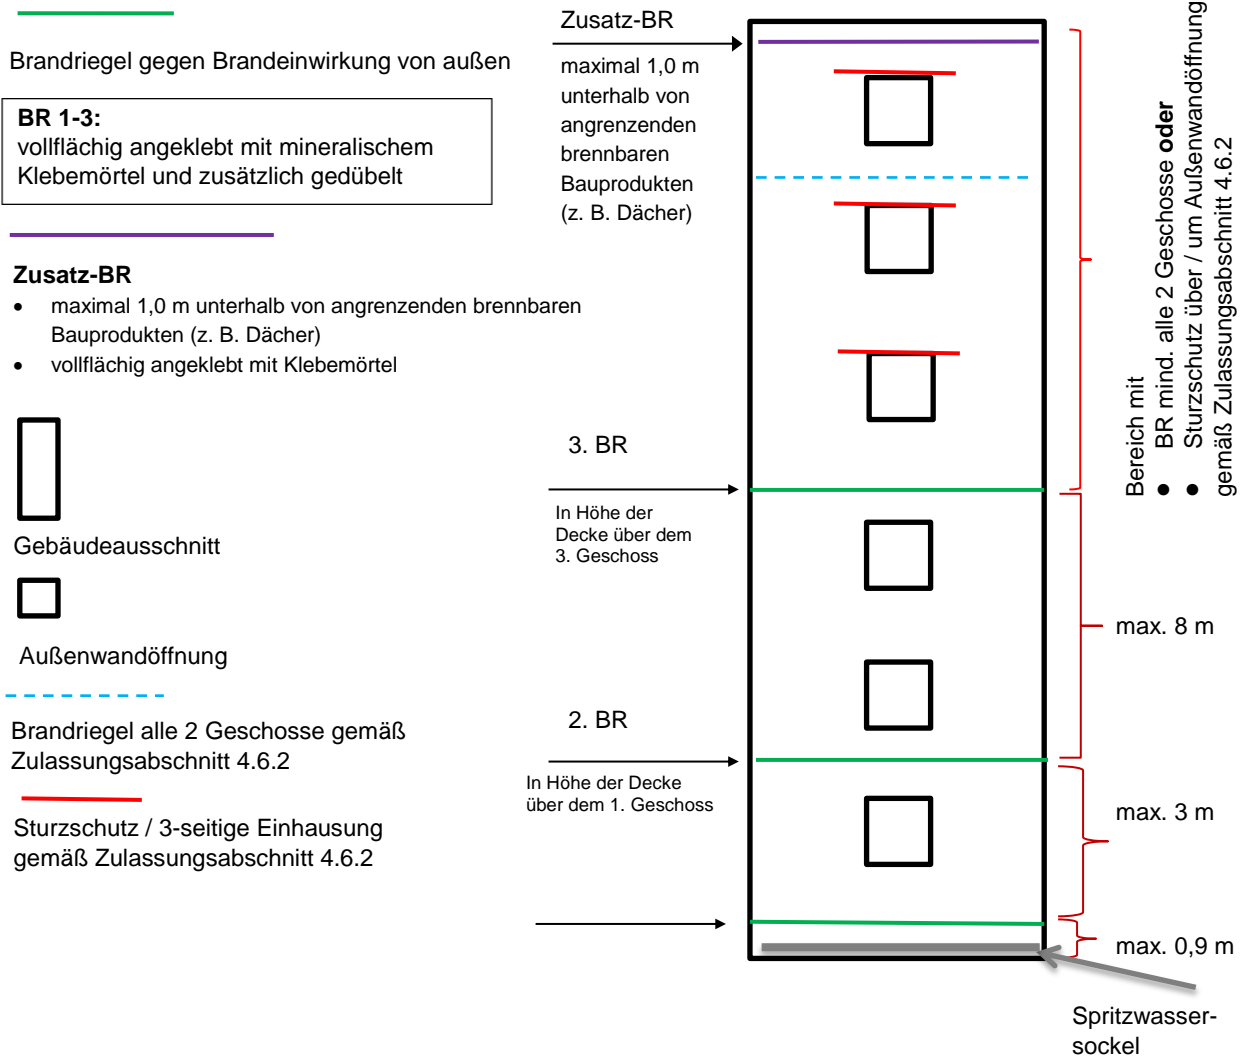 Brandriegel gegen Brandeinwirkung von außen
BR 1-3:
vollflächig angeklebt mit mineralischem
Klebemörtel und zusätzlich gedübelt
Zusatz-BR
• maximal 1,0 m unterhalb von angrenzenden brennbaren
Bauprodukten (z. B. Dächer)
• vollflächig angeklebt mit Klebemörtel
Gebäudeausschnitt
Außenwandöffnung
Brandriegel alle 2 Geschosse gemäß
Zulassungsabschnitt 4.6.2
Sturzschutz / 3-seitige Einhausung
gemäß Zulassungsabschnitt 4.6.2
Zusatz-BR
maximal 1,0 m
unterhalb von
angrenzenden
brennbaren
Bauprodukten
(z. B. Dächer)
3. BR
In Höhe der
Decke über dem
3. Geschoss
2. BR
In Höhe der Decke
über dem 1. Geschoss
Bereich mit
• BR mind. alle 2 Geschosse oder
• Sturzschutz über / um Außenwandöffnung
gemäß Zulassungsabschnitt 4.6.2
max. 8 m
max. 3 m
max. 0,9 m
Spritzwasser-
sockel